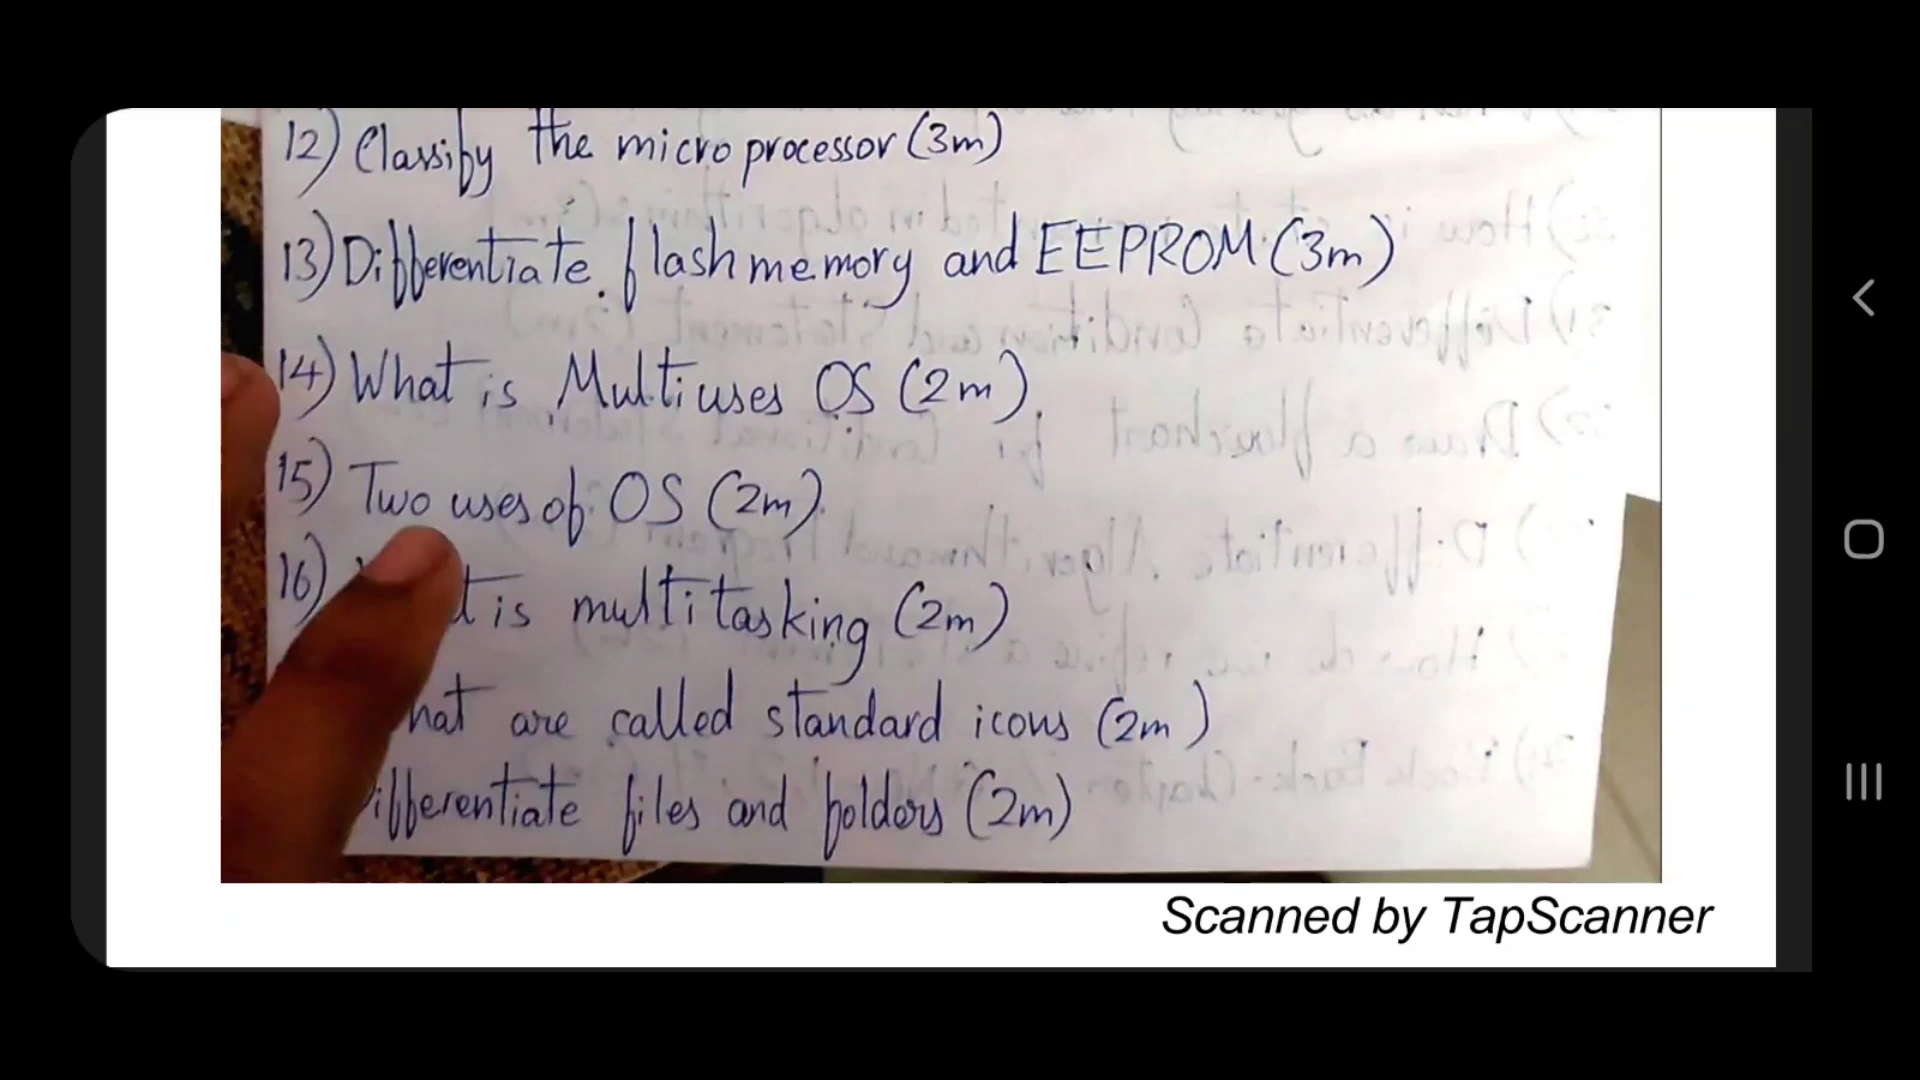 12) Classify the micro processor (3m)
13) Differentiate flash memory and EEPROM (3m)
14) What is Multiuses OS (2m)
15) Two uses of OS (2m)
16) is multitasking (2m)
are called standard icons (2m)
files and folders (2m)
Scanned by TapScanner